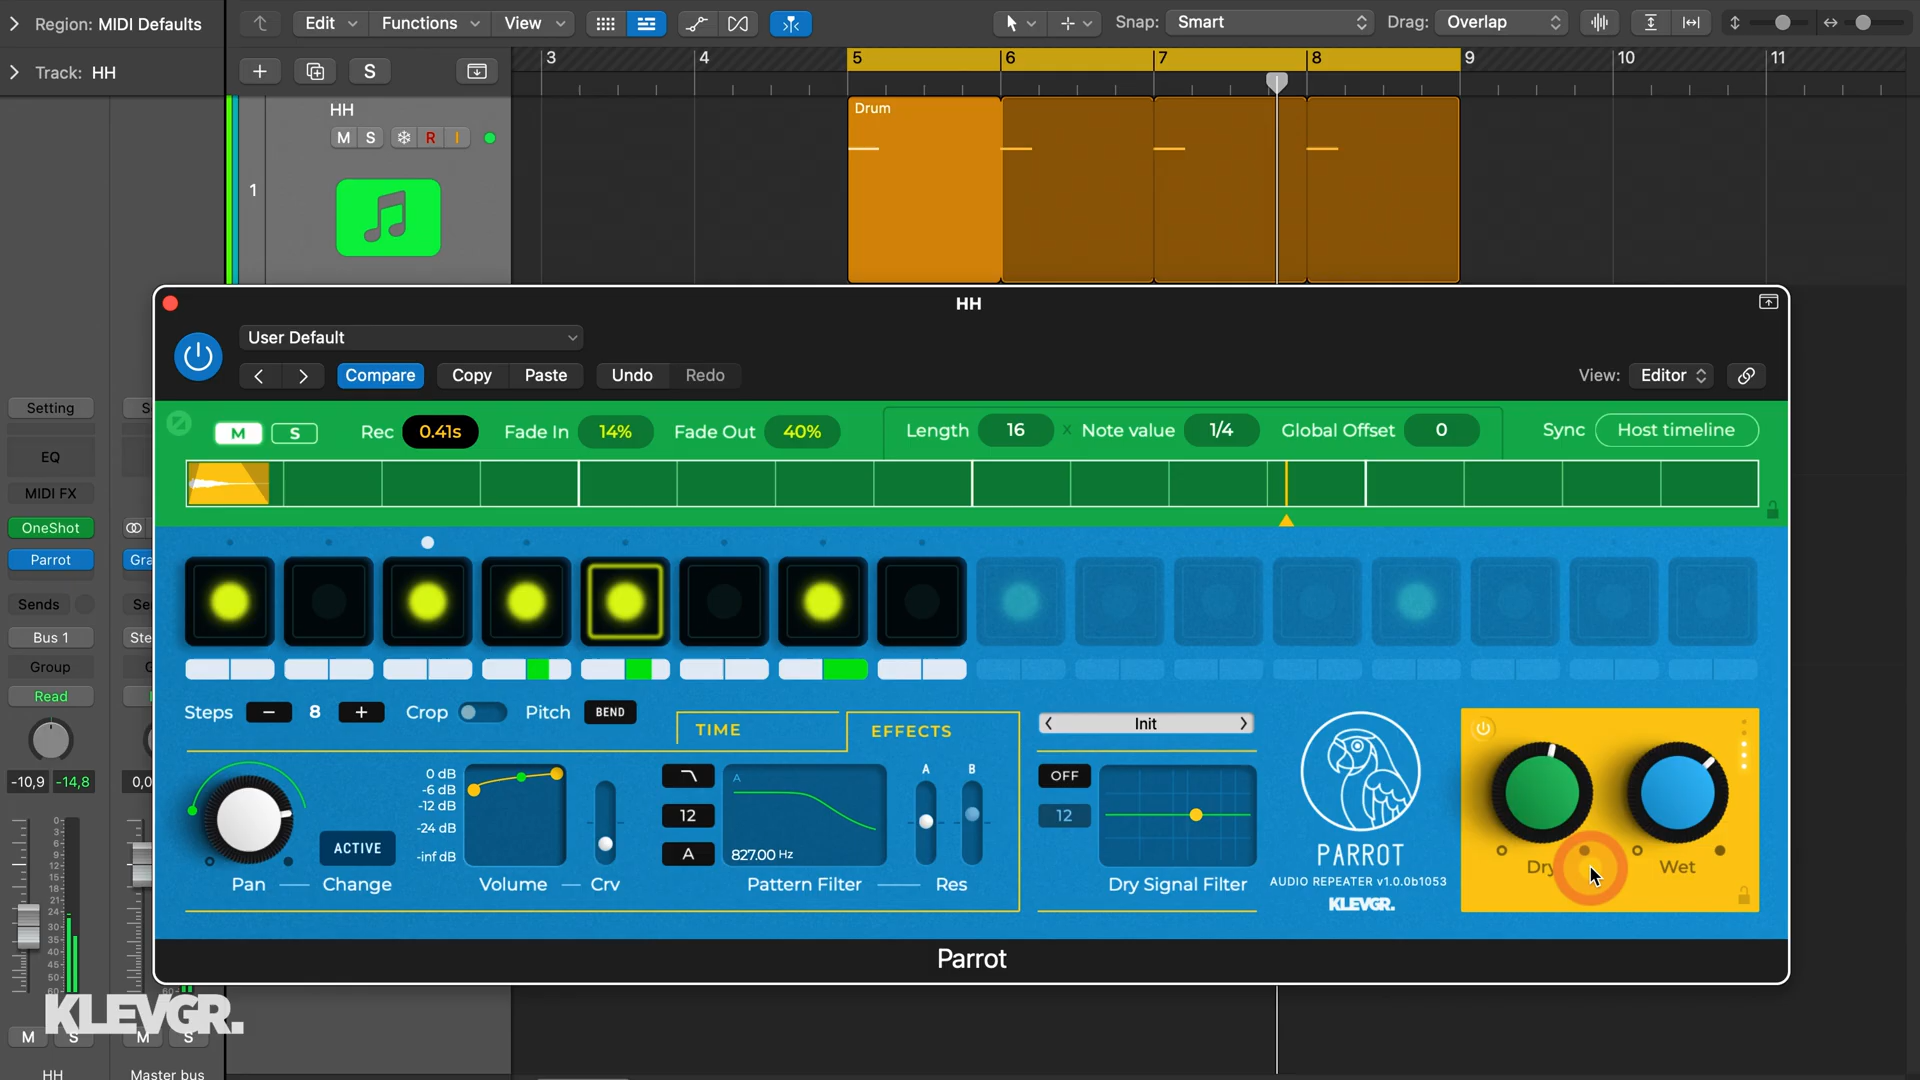 Region: MIDI Defaults
Edit
Functions
View
Snap:
Smart
Drag:
Overlap
Track: HH
S
3
4
5
6
7
8
9
10
11
HH
M
S
R
I
1
Drum
HH
User Default
Compare
Copy
Paste
Undo
Redo
View:
Editor
M
S
Rec
0.41s
Fade In
14%
Fade Out
40%
Length
16
×
Note value
1/4
Global Offset
0
Sync
Host timeline
Setting
EQ
MIDI FX
OneShot
Parrot
Gra
Sends
Se
Bus 1
Ste
Group
Read
-10,9
-14,8
0,0
Steps
−
8
+
Crop
Pitch
BEND
TIME
EFFECTS
Init
0 dB
-6 dB
-12 dB
-24 dB
-inf dB
12
A
A
827.00 Hz
A
B
OFF
12
ACTIVE
Pan
Change
Volume
Crv
Pattern Filter
Res
Dry Signal Filter
PARROT
AUDIO REPEATER v1.0.0b1053
KLEVGR.
Dry
Wet
Parrot
KLEVGR.
M
S
M
S
HH
Master bus